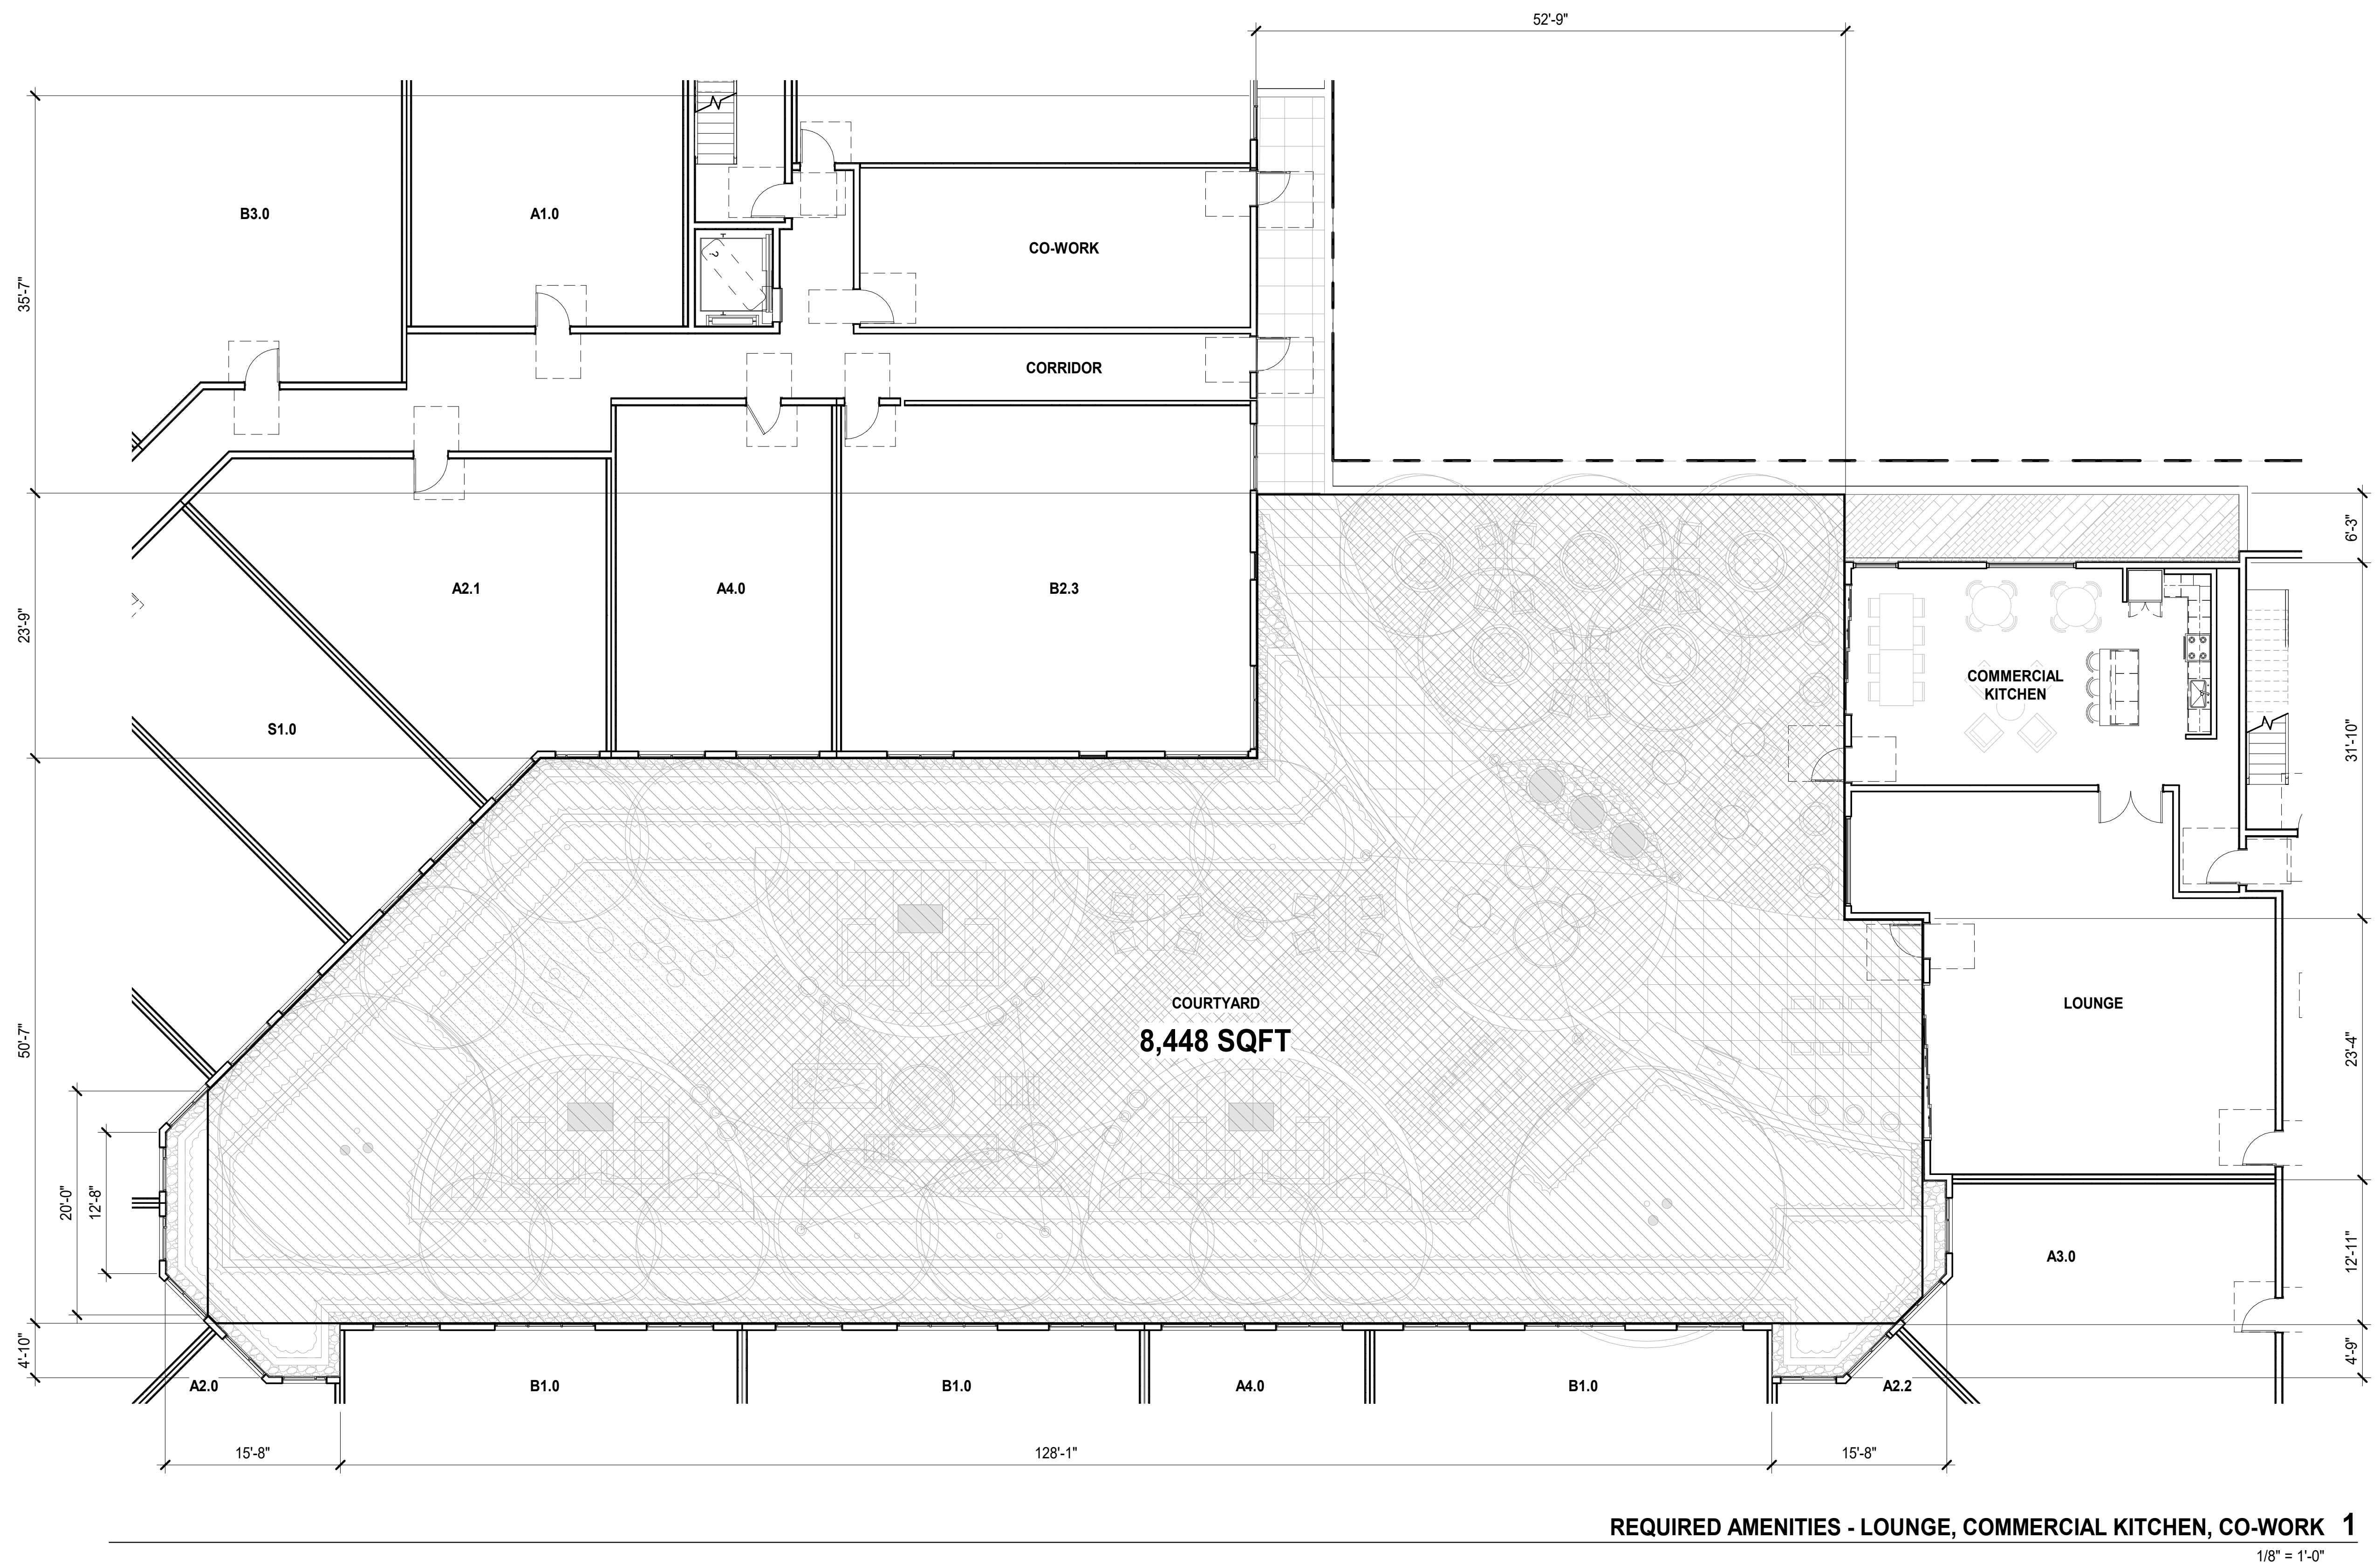 52'-9"
B3.0
A1.0
CO-WORK
35'-7"
CORRIDOR
6'-3"
A2.1
A4.0
B2.3
23'-9"
COMMERCIAL
KITCHEN
S1.0
31'-10"
COURTYARD
8,448 SQFT
LOUNGE
50'-7"
23'-4"
20'-0"
12'-8"
A3.0
12'-11"
4'-10"
4'-9"
A2.0
B1.0
B1.0
A4.0
B1.0
A2.2
15'-8"
128'-1"
15'-8"
REQUIRED AMENITIES - LOUNGE, COMMERCIAL KITCHEN, CO-WORK 1
1/8" = 1'-0"